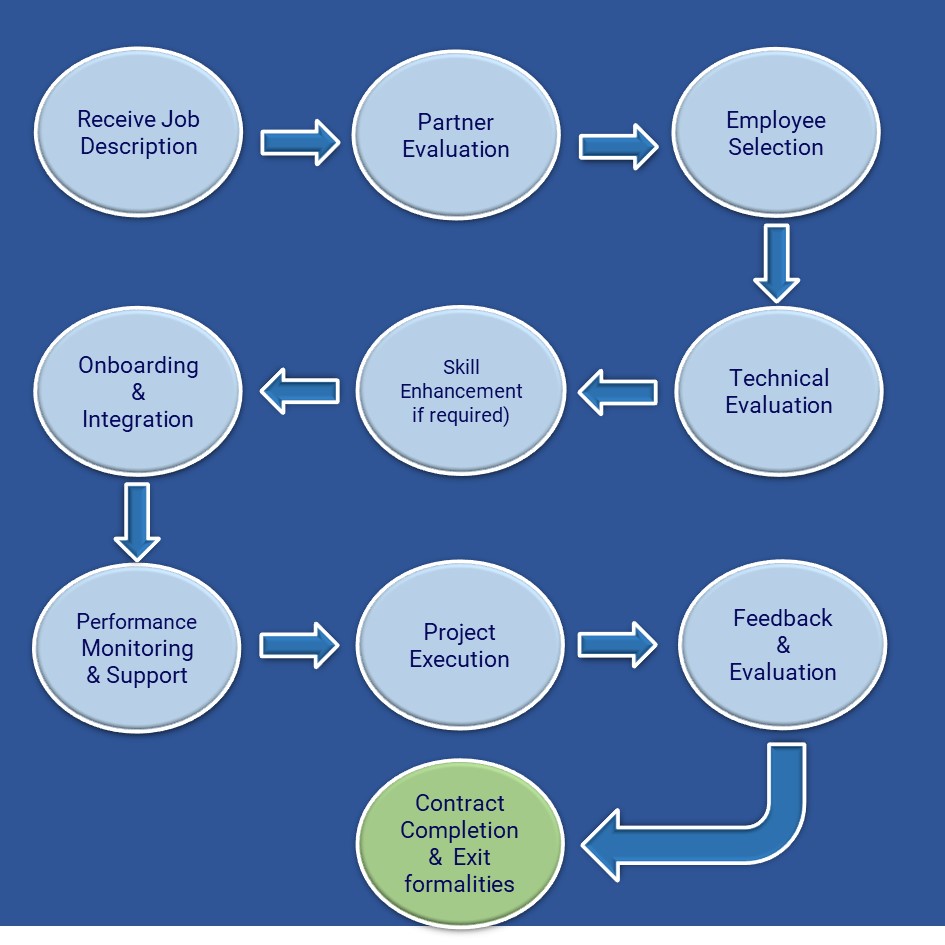 Receive Job
Description
Partner
Evaluation
Employee
Selection
Technical
Evaluation
Skill
Enhancement
if required)
Onboarding
&
Integration
Performance
Monitoring
& Support
Project
Execution
Feedback
&
Evaluation
Contract
Completion
& Exit
formalities